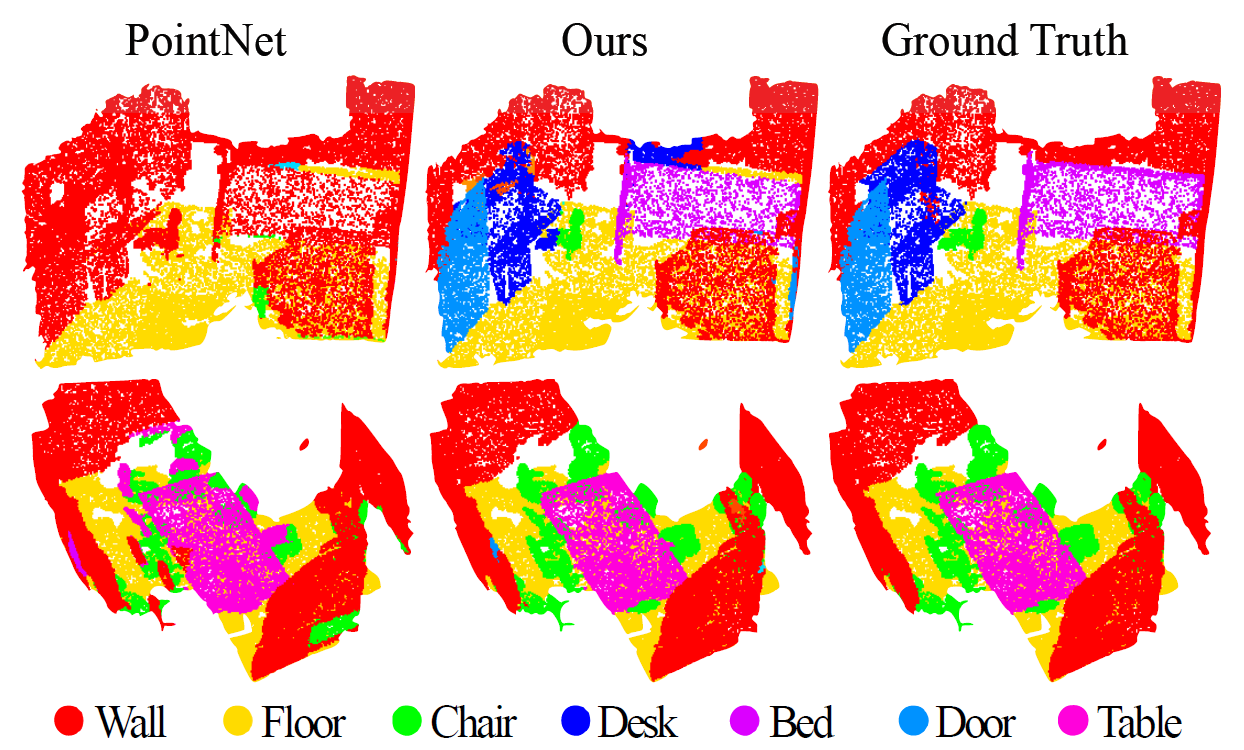 PointNet Ours Ground Truth
Wall Floor Chair Desk Bed Door Table